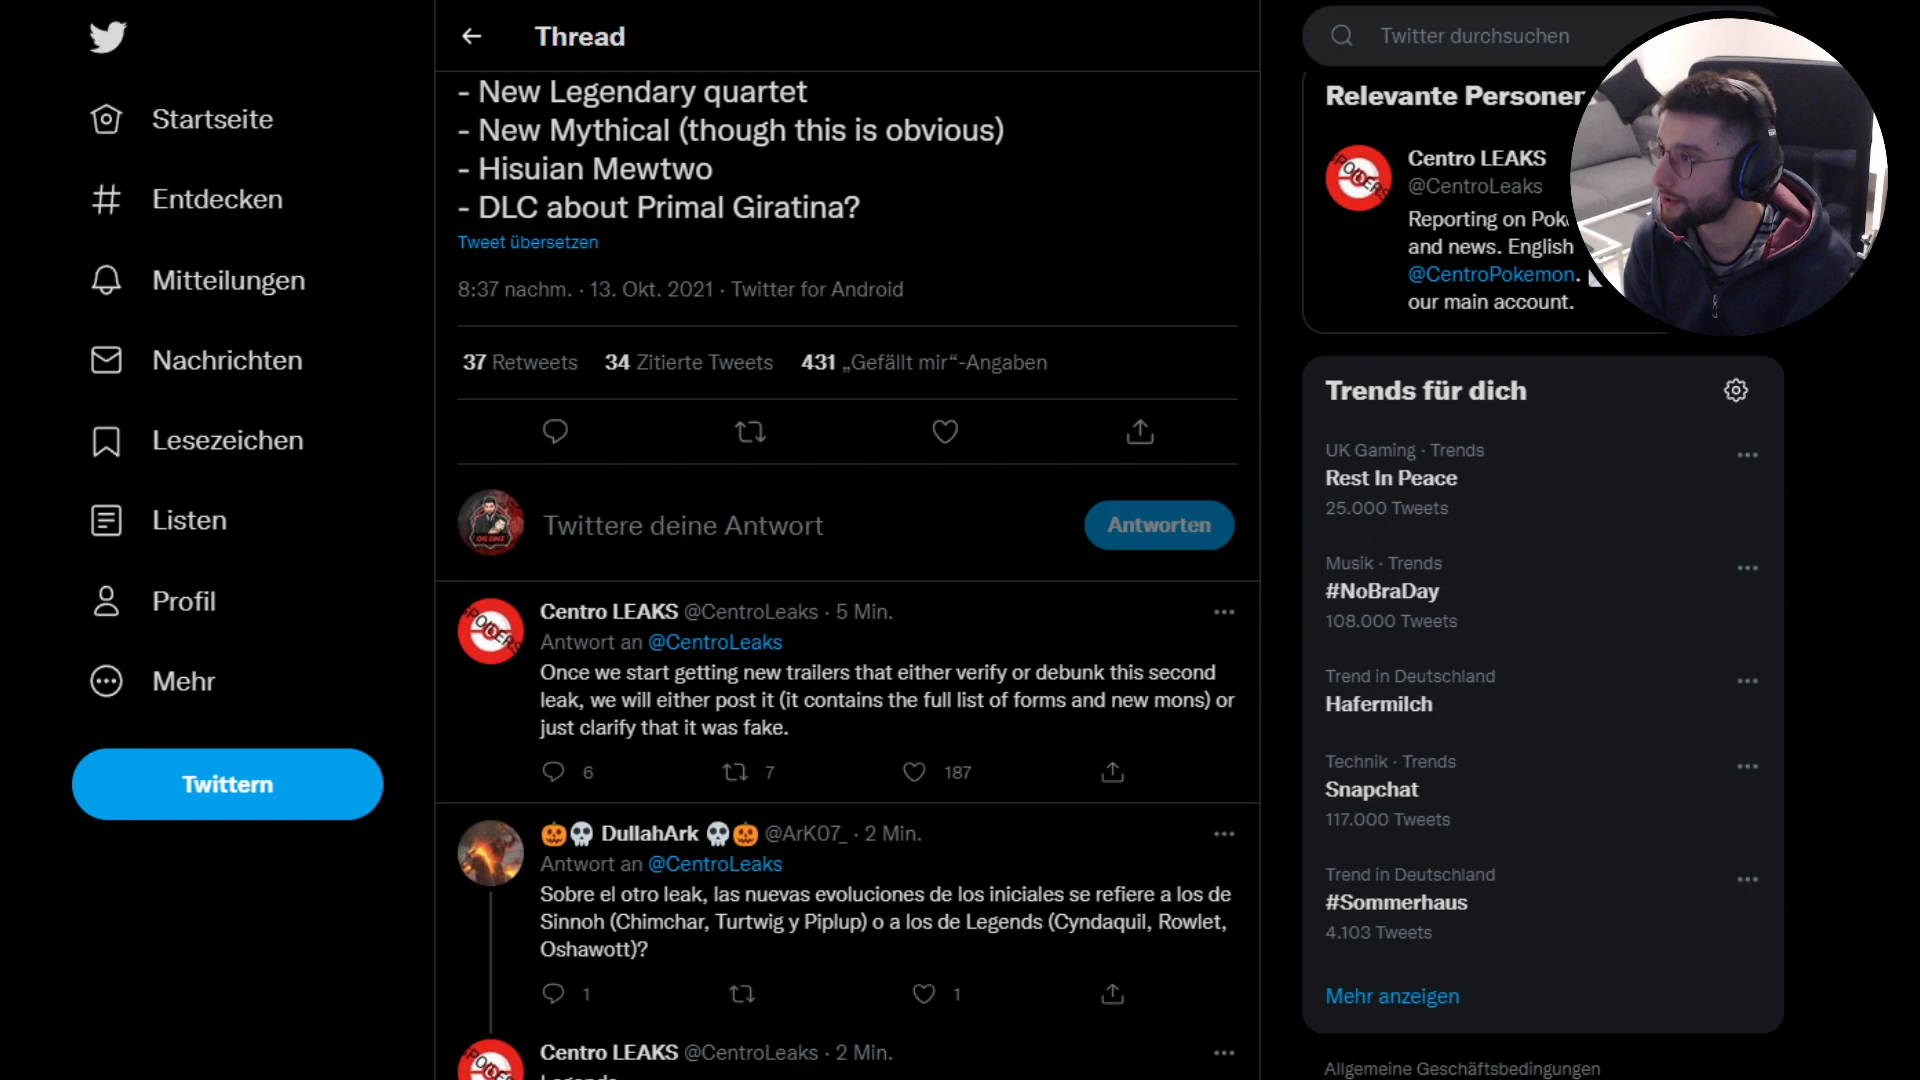 Thread
Twitter durchsuchen
Startseite
Entdecken
Mitteilungen
Nachrichten
Lesezeichen
Listen
Profil
Mehr
Twittern
- New Legendary quartet
- New Mythical (though this is obvious)
- Hisuian Mewtwo
- DLC about Primal Giratina?
Tweet übersetzen
8:37 nachm. · 13. Okt. 2021 · Twitter for Android
37 Retweets 34 Zitierte Tweets 431 „Gefällt mir“-Angaben
Twittere deine Antwort
Antworten
Centro LEAKS @CentroLeaks · 5 Min.
Antwort an @CentroLeaks
Once we start getting new trailers that either verify or debunk this second
leak, we will either post it (it contains the full list of forms and new mons) or
just clarify that it was fake.
6 7 187
🎃💀 DullahArk 💀🎃 @ArK07_ · 2 Min.
Antwort an @CentroLeaks
Sobre el otro leak, las nuevas evoluciones de los iniciales se refiere a los de
Sinnoh (Chimchar, Turtwig y Piplup) o a los de Legends (Cyndaquil, Rowlet,
Oshawott)?
1 1
Centro LEAKS @CentroLeaks · 2 Min.
Relevante Personen
Centro LEAKS
@CentroLeaks
Reporting on Pok
and news. English
@CentroPokemon.
our main account.
Trends für dich
UK Gaming · Trends
Rest In Peace
25.000 Tweets
Musik · Trends
#NoBraDay
108.000 Tweets
Trend in Deutschland
Hafermilch
Technik · Trends
Snapchat
117.000 Tweets
Trend in Deutschland
#Sommerhaus
4.103 Tweets
Mehr anzeigen
Allgemeine Geschäftsbedingungen